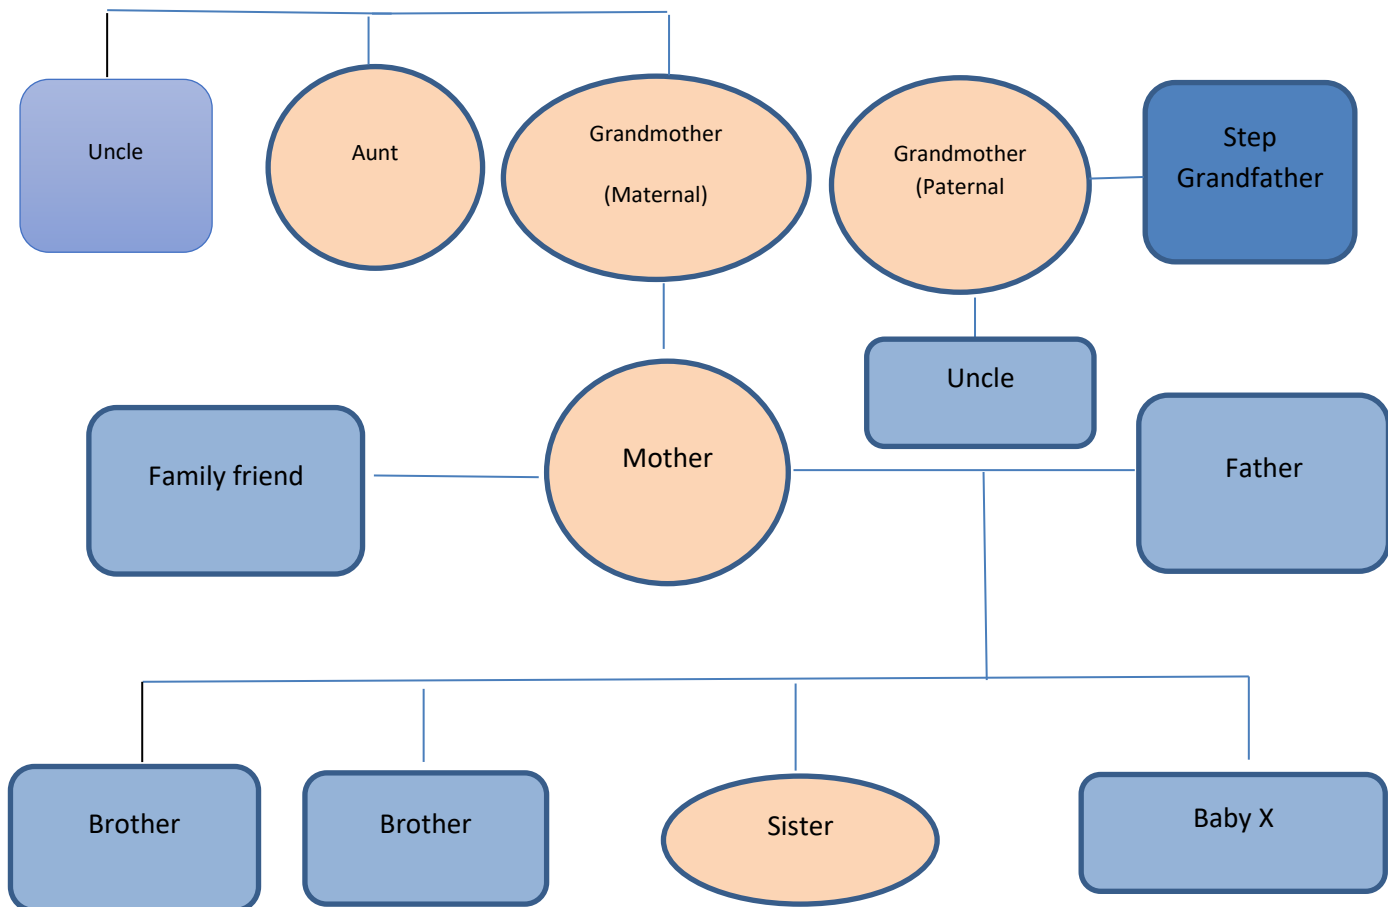 Uncle
Aunt
Grandmother
(Maternal)
Grandmother
(Paternal
Step
Grandfather
Uncle
Family friend
Mother
Father
Brother
Brother
Sister
Baby X